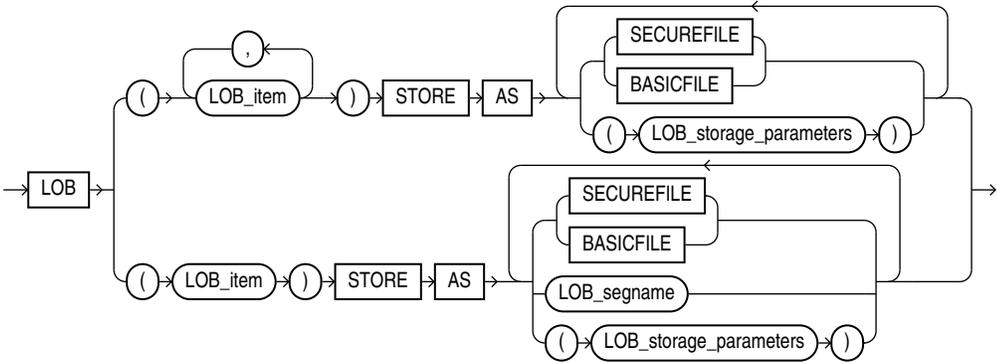 SECUREFILE
,
BASICFILE
( LOB_item ) STORE AS
( LOB_storage_parameters )
LOB
SECUREFILE
BASICFILE
( LOB_item ) STORE AS
LOB_segname
( LOB_storage_parameters )